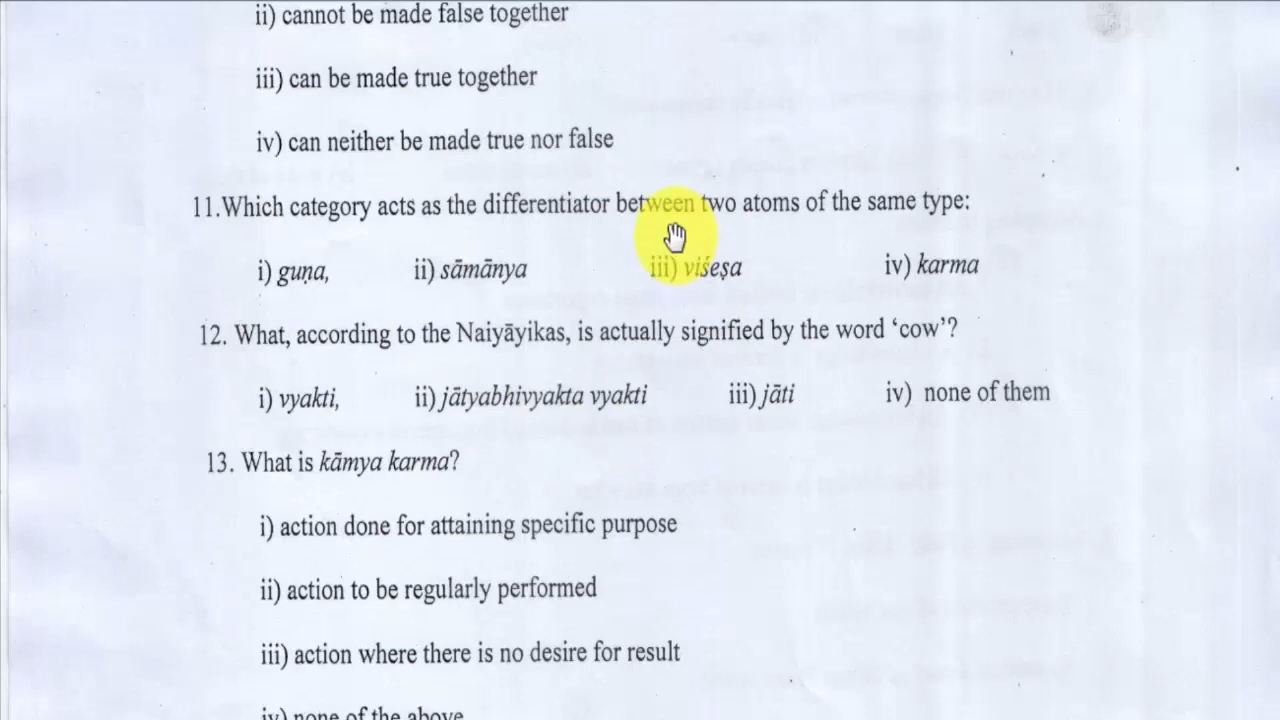 ii) cannot be made false together
iii) can be made true together
iv) can neither be made true nor false
11.Which category acts as the differentiator between two atoms of the same type:
i) guṇa, ii) sāmānya iii) viśeṣa iv) karma
12. What, according to the Naiyāyikas, is actually signified by the word ‘cow’?
i) vyakti, ii) jātyabhivyakta vyakti iii) jāti iv) none of them
13. What is kāmya karma?
i) action done for attaining specific purpose
ii) action to be regularly performed
iii) action where there is no desire for result
iv) none of the above